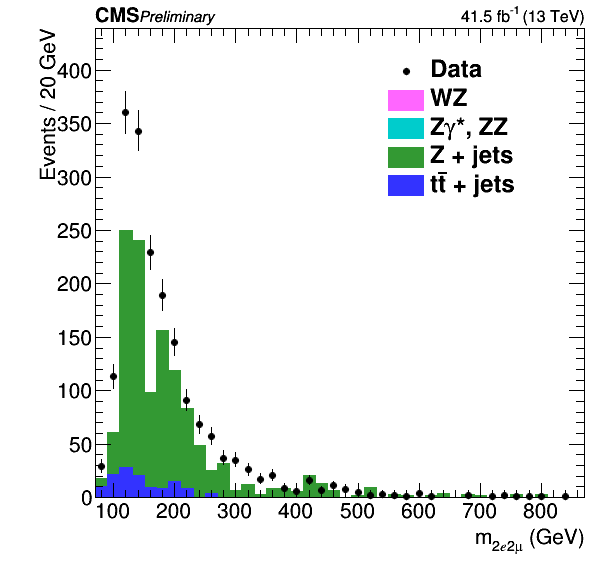 CMS Preliminary 41.5 fb⁻¹ (13 TeV)
Events / 20 GeV
400
350
300
250
200
150
100
50
0
Data
WZ
Zγ*, ZZ
Z + jets
tt̄ + jets
100 200 300 400 500 600 700 800
m₂ₑ₂μ (GeV)